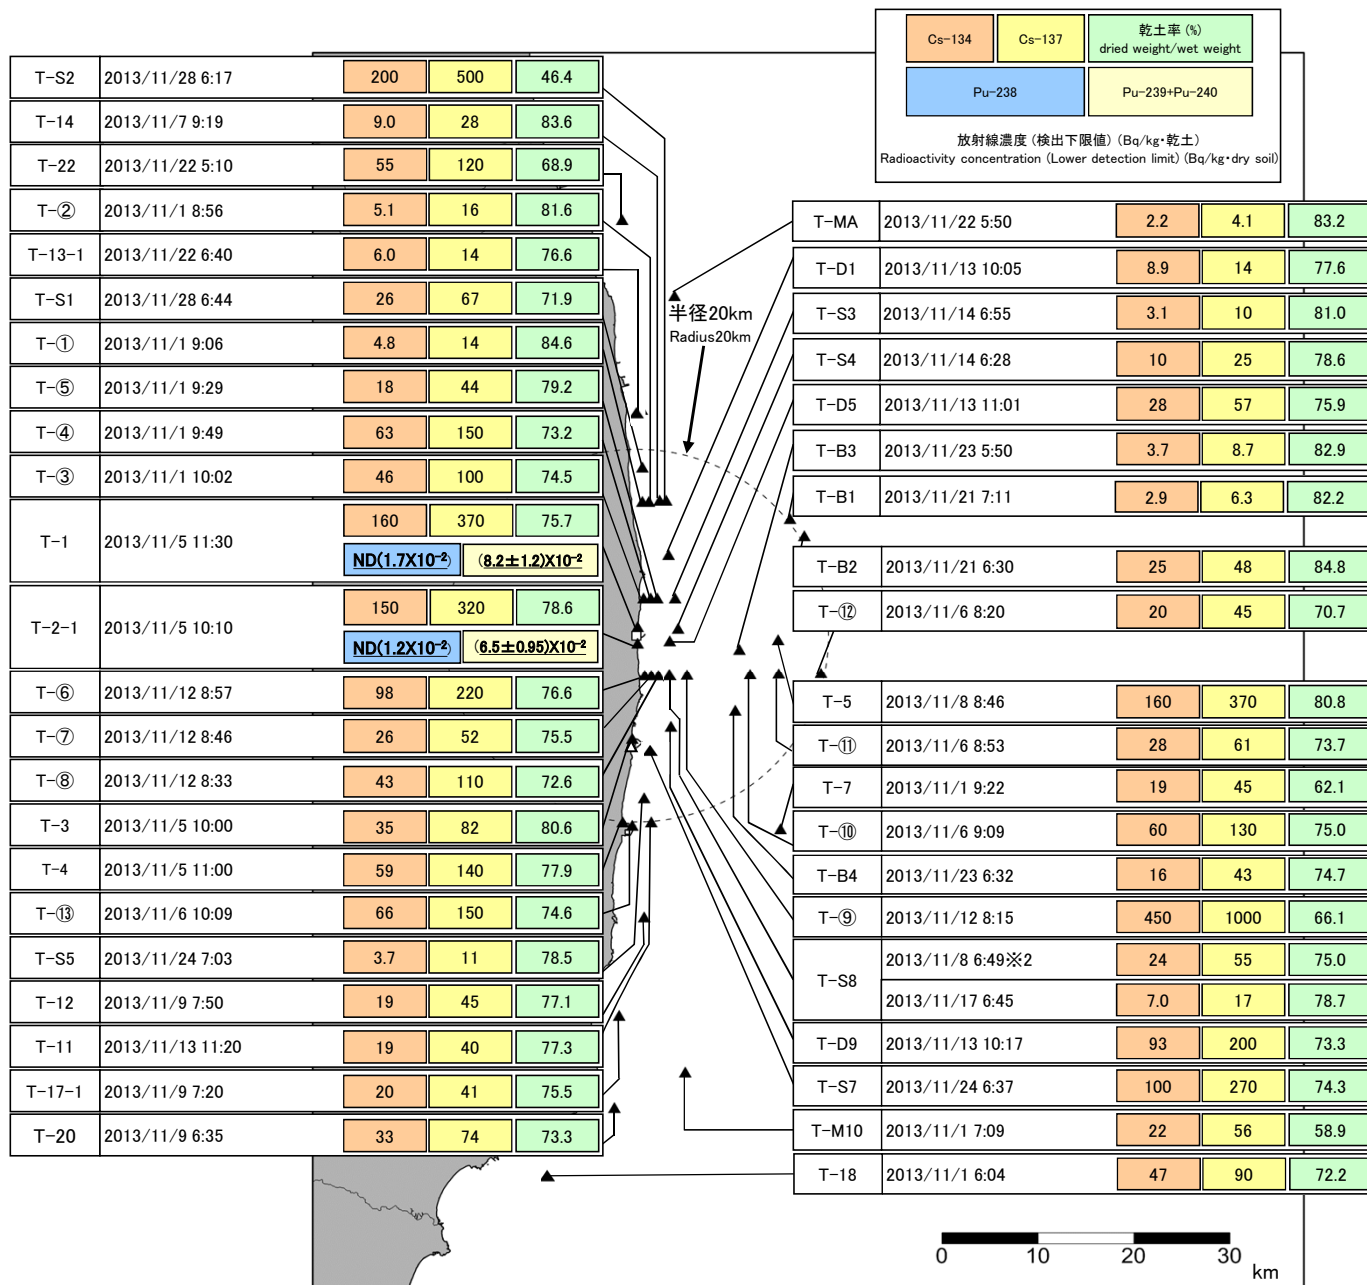 Cs-134 Cs-137 乾土率 (%)
dried weight/wet weight
Pu-238 Pu-239+Pu-240
放射線濃度 (検出下限値) (Bq/kg・乾土)
Radioactivity concentration (Lower detection limit) (Bq/kg・dry soil)
T-S2 2013/11/28 6:17 200 500 46.4
T-14 2013/11/7 9:19 9.0 28 83.6
T-22 2013/11/22 5:10 55 120 68.9
T-② 2013/11/1 8:56 5.1 16 81.6
T-13-1 2013/11/22 6:40 6.0 14 76.6
T-S1 2013/11/28 6:44 26 67 71.9
T-① 2013/11/1 9:06 4.8 14 84.6
T-⑤ 2013/11/1 9:29 18 44 79.2
T-④ 2013/11/1 9:49 63 150 73.2
T-③ 2013/11/1 10:02 46 100 74.5
T-1 2013/11/5 11:30 160 370 75.7
ND(1.7X10⁻²) (8.2±1.2)X10⁻²
T-2-1 2013/11/5 10:10 150 320 78.6
ND(1.2X10⁻²) (6.5±0.95)X10⁻²
T-⑥ 2013/11/12 8:57 98 220 76.6
T-⑦ 2013/11/12 8:46 26 52 75.5
T-⑧ 2013/11/12 8:33 43 110 72.6
T-3 2013/11/5 10:00 35 82 80.6
T-4 2013/11/5 11:00 59 140 77.9
T-⑬ 2013/11/6 10:09 66 150 74.6
T-S5 2013/11/24 7:03 3.7 11 78.5
T-12 2013/11/9 7:50 19 45 77.1
T-11 2013/11/13 11:20 19 40 77.3
T-17-1 2013/11/9 7:20 20 41 75.5
T-20 2013/11/9 6:35 33 74 73.3
半径20km
Radius20km
T-MA 2013/11/22 5:50 2.2 4.1 83.2
T-D1 2013/11/13 10:05 8.9 14 77.6
T-S3 2013/11/14 6:55 3.1 10 81.0
T-S4 2013/11/14 6:28 10 25 78.6
T-D5 2013/11/13 11:01 28 57 75.9
T-B3 2013/11/23 5:50 3.7 8.7 82.9
T-B1 2013/11/21 7:11 2.9 6.3 82.2
T-B2 2013/11/21 6:30 25 48 84.8
T-⑫ 2013/11/6 8:20 20 45 70.7
T-5 2013/11/8 8:46 160 370 80.8
T-⑪ 2013/11/6 8:53 28 61 73.7
T-7 2013/11/1 9:22 19 45 62.1
T-⑩ 2013/11/6 9:09 60 130 75.0
T-B4 2013/11/23 6:32 16 43 74.7
T-⑨ 2013/11/12 8:15 450 1000 66.1
T-S8 2013/11/8 6:49※2 24 55 75.0
2013/11/17 6:45 7.0 17 78.7
T-D9 2013/11/13 10:17 93 200 73.3
T-S7 2013/11/24 6:37 100 270 74.3
T-M10 2013/11/1 7:09 22 56 58.9
T-18 2013/11/1 6:04 47 90 72.2
0 10 20 30
km